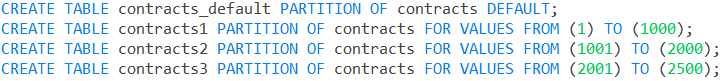 CREATE TABLE contracts_default PARTITION OF contracts DEFAULT;
CREATE TABLE contracts1 PARTITION OF contracts FOR VALUES FROM (1) TO (1000);
CREATE TABLE contracts2 PARTITION OF contracts FOR VALUES FROM (1001) TO (2000);
CREATE TABLE contracts3 PARTITION OF contracts FOR VALUES FROM (2001) TO (2500);